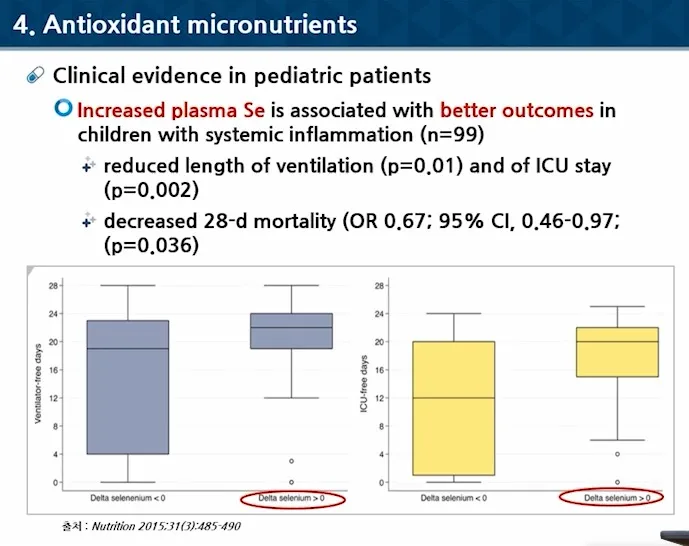 4. Antioxidant micronutrients
Clinical evidence in pediatric patients
Increased plasma Se is associated with better outcomes in
children with systemic inflammation (n=99)
reduced length of ventilation (p=0.01) and of ICU stay
(p=0.002)
decreased 28-d mortality (OR 0.67; 95% CI, 0.46-0.97;
(p=0.036)
Ventilator-free days
28
24
20
16
12
8
4
0
Delta selenenium < 0
Delta selenium > 0
ICU-free days
28
24
20
16
12
8
4
0
Delta selenium < 0
Delta selenium > 0
출처 : Nutrition 2015;31(3):485-490